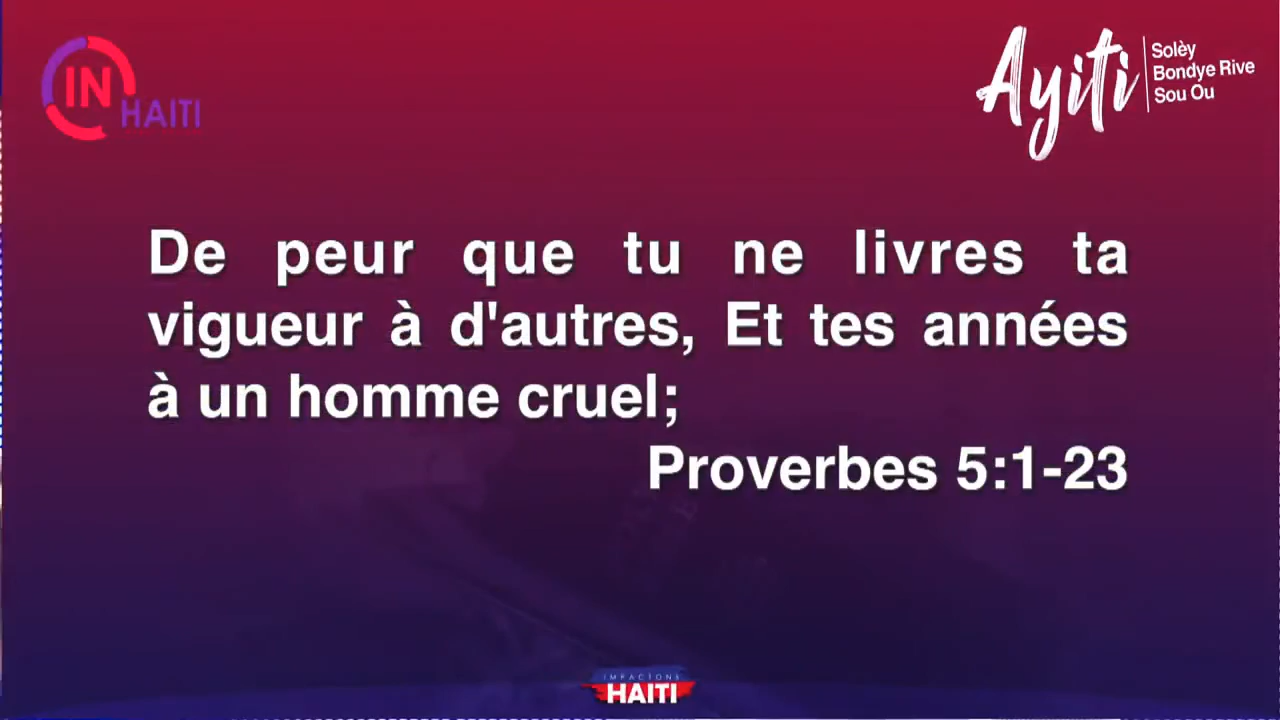 IN
HAITI
Ayiti
Solèy
Bondye Rive
Sou Ou
De peur que tu ne livres ta
vigueur à d'autres, Et tes années
à un homme cruel;
Proverbes 5:1-23
IMPACTONS
HAITI